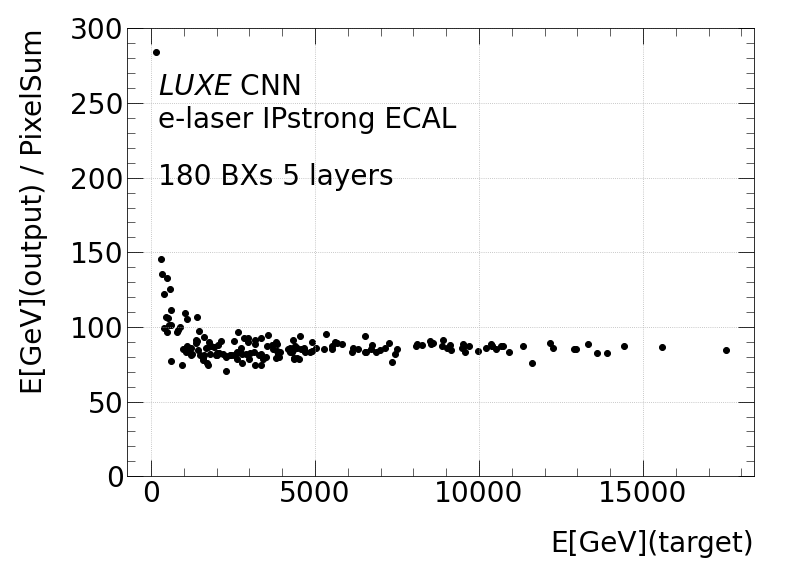 E[GeV](output) / PixelSum
300
250
200
150
100
50
0
LUXE CNN
e-laser IPstrong ECAL
180 BXs 5 layers
0 5000 10000 15000
E[GeV](target)